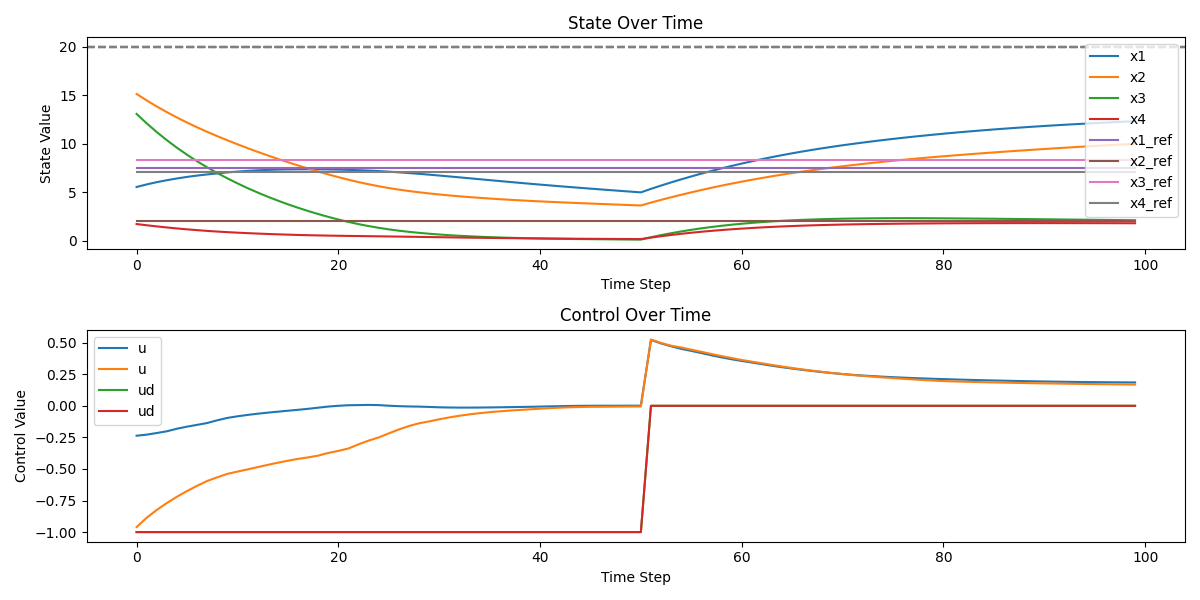 State Over Time
State Value
20
15
10
5
0
x1
x2
x3
x4
x1_ref
x2_ref
x3_ref
x4_ref
0 20 40 60 80 100
Time Step
Control Over Time
Control Value
0.50
0.25
0.00
−0.25
−0.50
−0.75
−1.00
u
u
ud
ud
0 20 40 60 80 100
Time Step